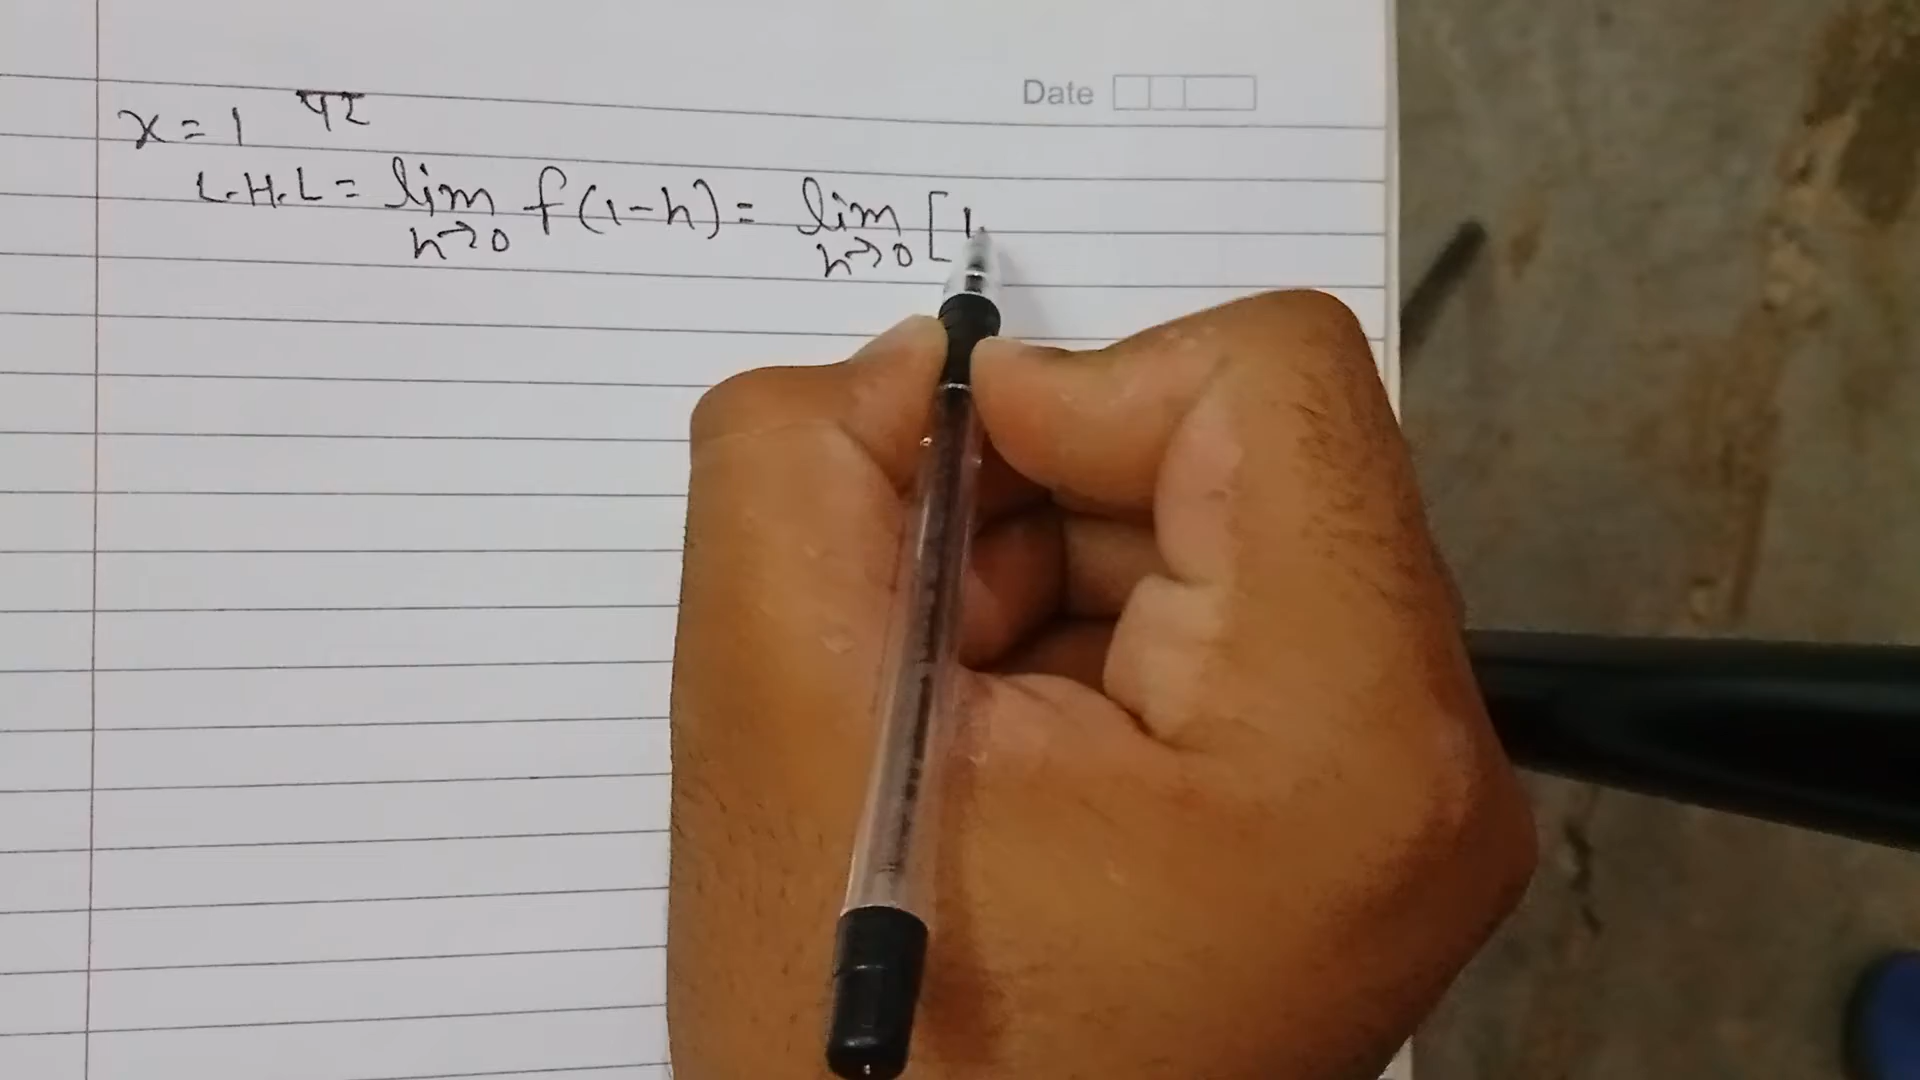 Date
x = 1 पर
L.H.L = lim h→0 f(1-h) = lim h→0 [1